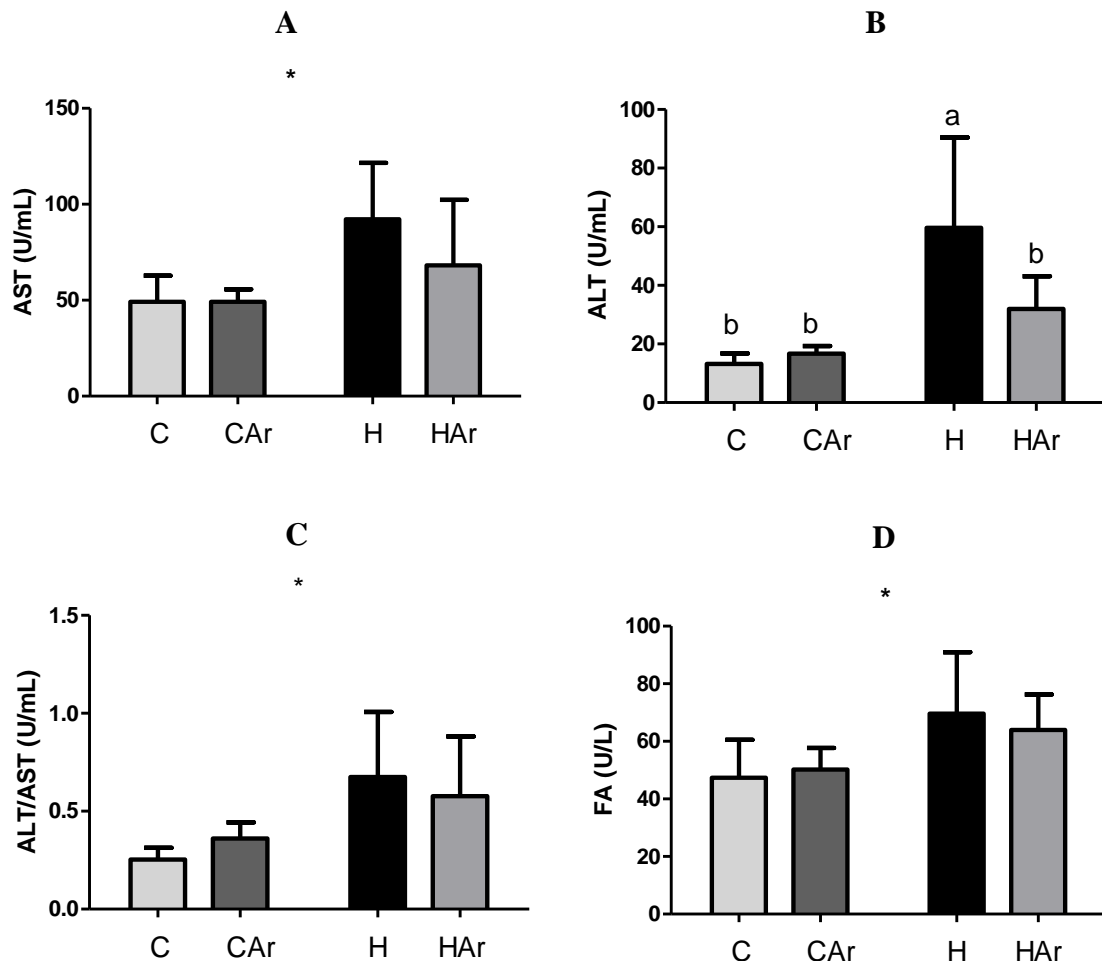 A
*
AST (U/mL)
150
100
50
0
C CAr H HAr
B
ALT (U/mL)
100
80
60
40
20
0
b b a b
C CAr H HAr
C
*
ALT/AST (U/mL)
1.5
1.0
0.5
0.0
C CAr H HAr
D
*
FA (U/L)
100
80
60
40
20
0
C CAr H HAr